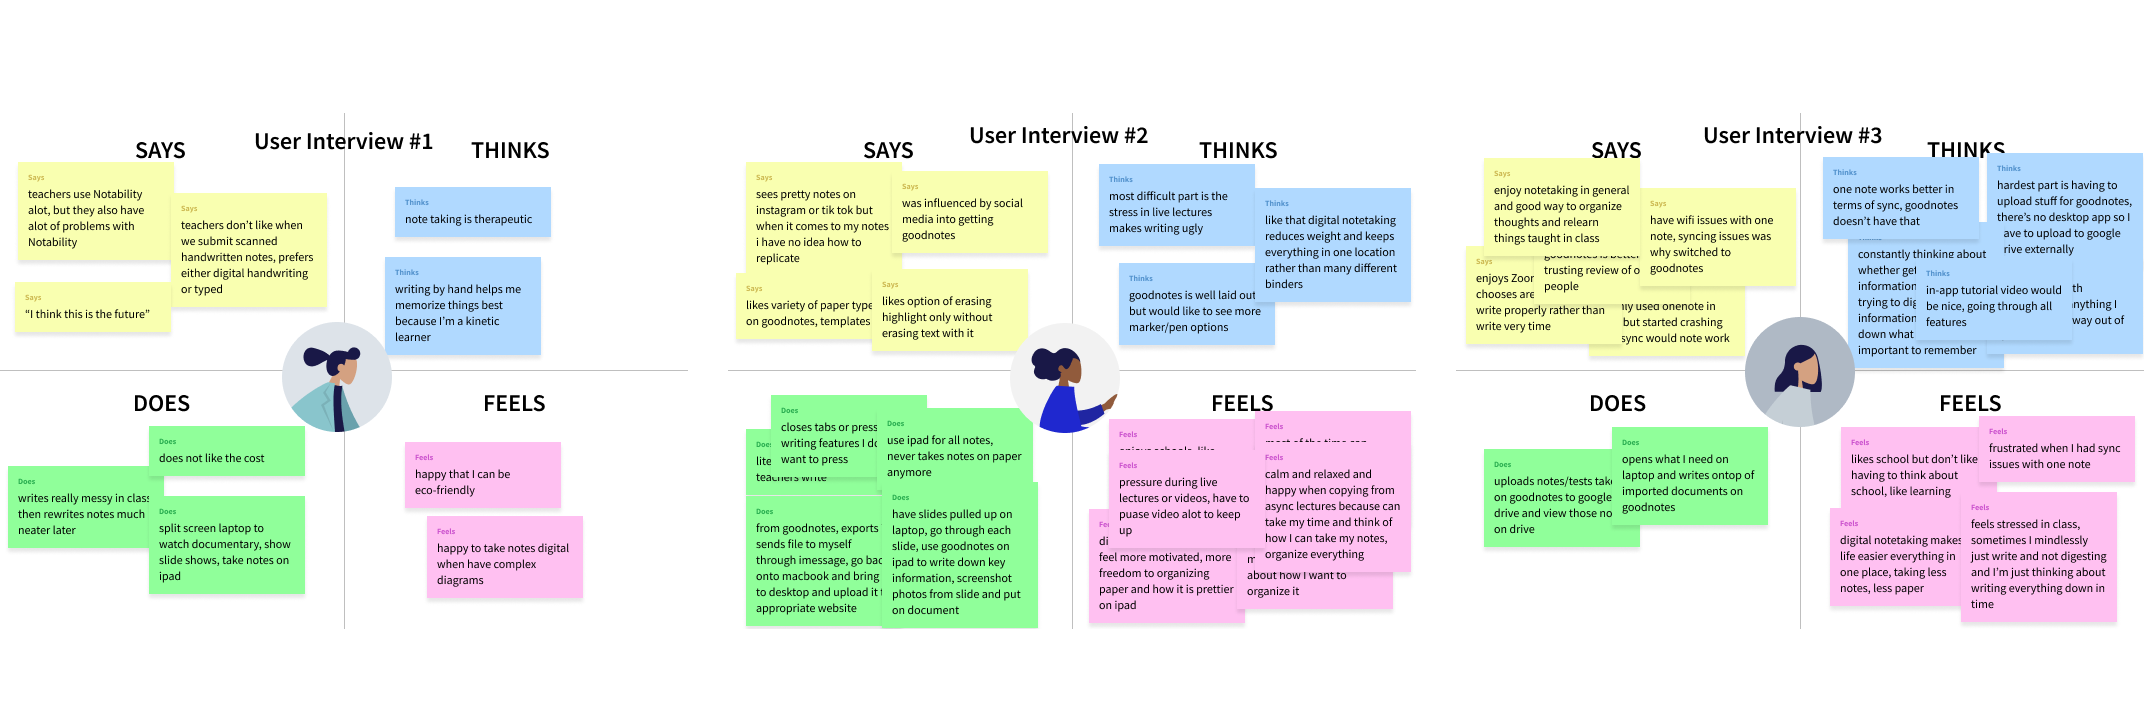 User Interview #1
SAYS
THINKS
Says
teachers use Notability
alot, but they also have
alot of problems with
Notability
Says
teachers don't like when
we submit scanned
handwritten notes, prefers
either digital handwriting
or typed
Says
“I think this is the future”
Thinks
note taking is therapeutic
Thinks
writing by hand helps me
memorize things best
because I'm a kinetic
learner
DOES
FEELS
Does
does not like the cost
Does
writes really messy in class
then rewrites notes much
neater later
Does
split screen laptop to
watch documentary, show
slide shows, take notes on
ipad
Feels
happy that I can be
eco-friendly
Feels
happy to take notes digital
when have complex
diagrams
User Interview #2
SAYS
THINKS
Says
sees pretty notes on
instagram or tik tok but
when it comes to my notes
i have no idea how to
replicate
Says
was influenced by social
media into getting
goodnotes
Says
likes variety of paper type
on goodnotes, templates
Says
likes option of erasing
highlight only without
erasing text with it
Thinks
most difficult part is the
stress in live lectures
makes writing ugly
Thinks
like that digital notetaking
reduces weight and keeps
everything in one location
rather than many different
binders
Thinks
goodnotes is well laid out
but would like to see more
marker/pen options
DOES
FEELS
Does
closes tabs or press
writing features I do
want to press
Does
use ipad for all notes,
never takes notes on paper
anymore
teachers write
Does
from goodnotes, exports
sends file to myself
through imessage, go bac
onto macbook and bring
to desktop and upload it
appropriate website
Does
have slides pulled up on
laptop, go through each
slide, use goodnotes on
ipad to write down key
information, screenshot
photos from slide and put
on document
Feels
Feels
pressure during live
lectures or videos, have to
puase video alot to keep
up
Feels
Feels
calm and relaxed and
happy when copying from
async lectures because can
take my time and think of
how I can take my notes,
organize everything
feel more motivated, more
freedom to organizing
paper and how it is prettier
on ipad
about how I want to
organize it
User Interview #3
SAYS
THINKS
Says
enjoy notetaking in general
and good way to organize
thoughts and relearn
things taught in class
Says
have wifi issues with one
note, syncing issues was
why switched to
goodnotes
trusting review of
people
Says
enjoys Zoo
chooses are
write properly rather than
write very time
used onenote in
but started crashing
sync would note work
Thinks
one note works better in
terms of sync, goodnotes
doesn't have that
Thinks
hardest part is having to
upload stuff for goodnotes,
there's no desktop app so I
ave to upload to google
rive externally
constantly thinking about
whether get
information
trying to dig
information
down what
important to remember
Thinks
in-app tutorial video would
be nice, going through all
features
th
nything I
way out of
DOES
FEELS
Does
uploads notes/tests take
on goodnotes to google
drive and view those no
on drive
Does
opens what I need on
laptop and writes ontop of
imported documents on
goodnotes
Feels
likes school but don't like
having to think about
school, like learning
Feels
frustrated when I had sync
issues with one note
Feels
digital notetaking makes
life easier everything in
one place, taking less
notes, less paper
Feels
feels stressed in class,
sometimes I mindlessly
just write and not digesting
and I'm just thinking about
writing everything down in
time